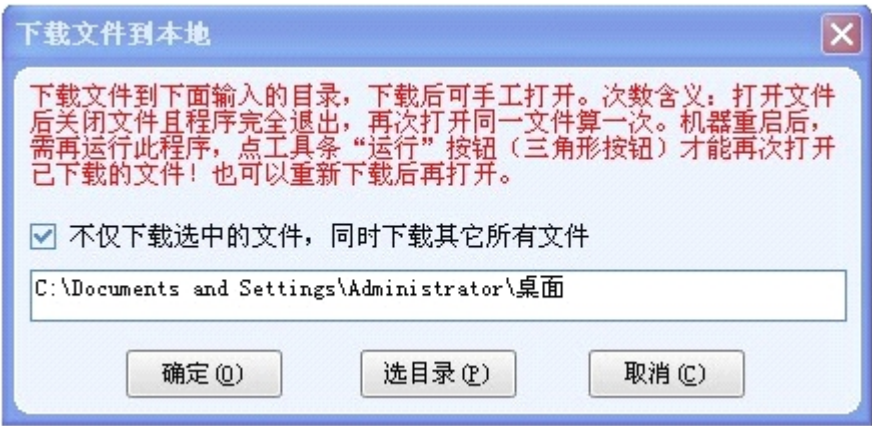 下载文件到本地
下载文件到下面输入的目录，下载后可手工打开。次数含义：打开文件
后关闭文件且程序完全退出，再次打开同一文件算一次。机器重启后，
需再运行此程序，点工具条“运行”按钮（三角形按钮）才能再次打开
已下载的文件！也可以重新下载后再打开。
不仅下载选中的文件，同时下载其它所有文件
C:\Documents and Settings\Administrator\桌面
确定(O) 选目录(P) 取消(C)